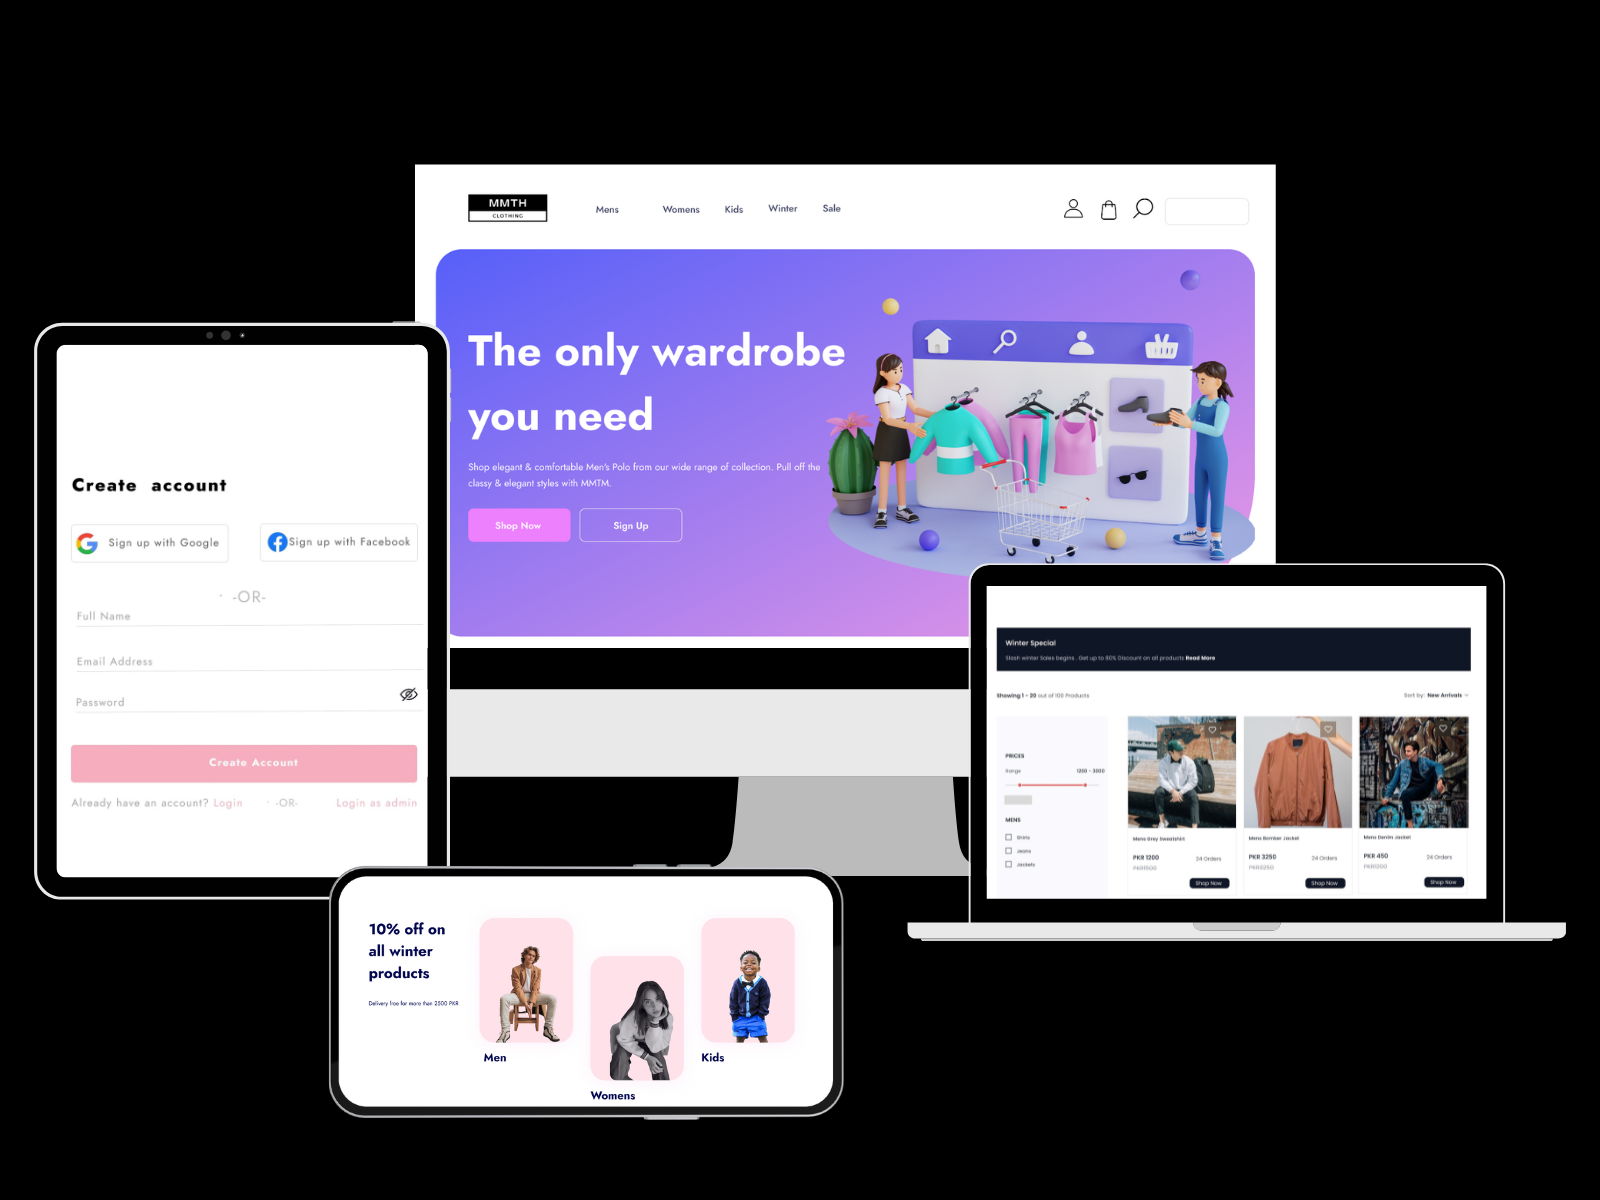 MMTH
CLOTHING
Mens
Womens
Kids
Winter
Sale
The only wardrobe
you need
Shop elegant & comfortable Men's Polo from our wide range of collection. Pull off the
classy & elegant styles with MMTM.
Shop Now
Sign Up
Create account
Sign up with Google
Sign up with Facebook
-OR-
Full Name
Email Address
Password
Create Account
Already have an account? Login
-OR-
Login as admin
Winter Special
Slash winter Sales begins . Get up to 80% Discount on all products Read More
Showing 1 - 20 out of 100 Products
Sort by: New Arrivals
PRICES
Range
1200 - 3000
MENS
Shirts
Jeans
Jackets
Mens Grey Sweatshirt
PKR 1200
24 Orders
Shop Now
Mens Bomber Jacket
PKR 3250
24 Orders
Shop Now
Mens Denim Jacket
PKR 450
24 Orders
Shop Now
10% off on
all winter
products
Delivery free for more than 2500 PKR
Men
Womens
Kids